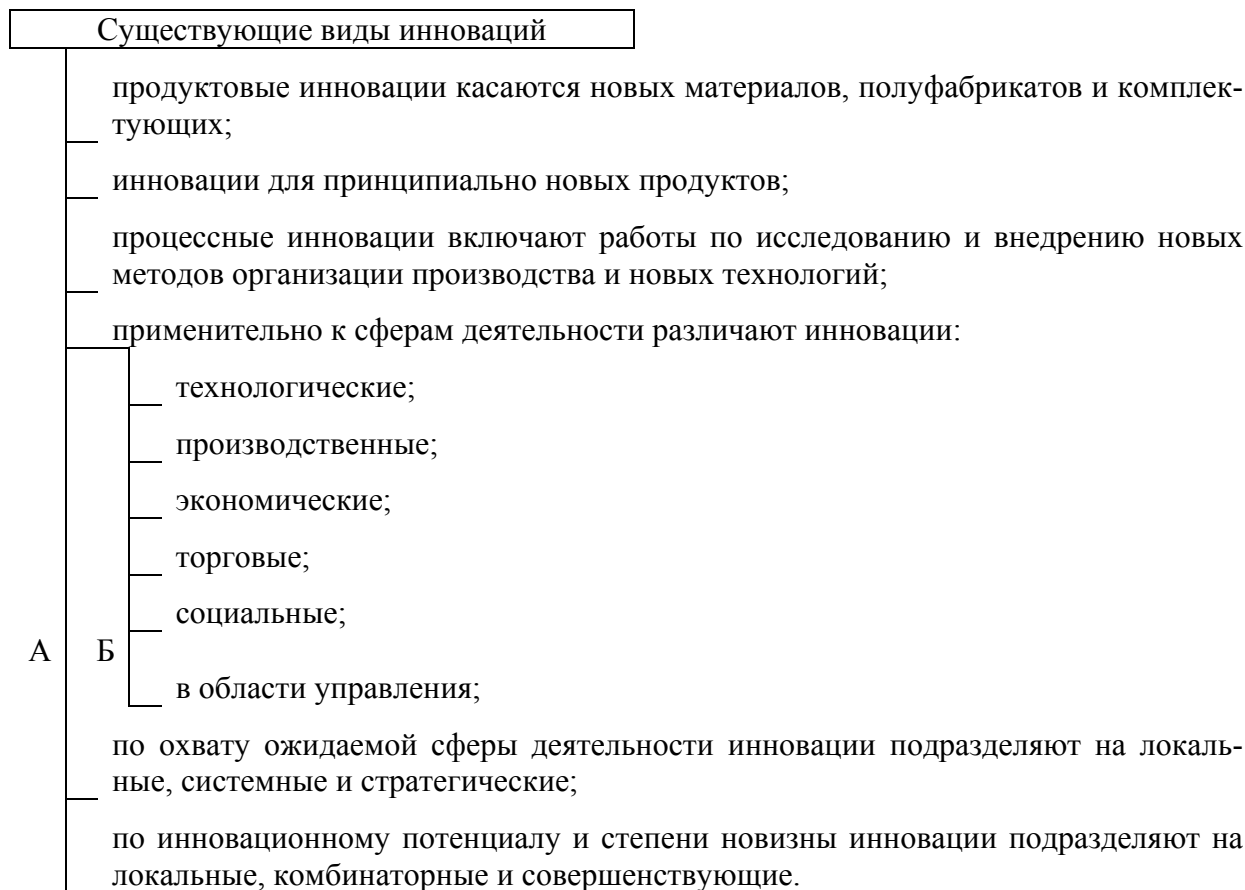 Существующие виды инноваций
продуктовые инновации касаются новых материалов, полуфабрикатов и комплек-
тующих;
инновации для принципиально новых продуктов;
процессные инновации включают работы по исследованию и внедрению новых
методов организации производства и новых технологий;
применительно к сферам деятельности различают инновации:
технологические;
производственные;
экономические;
торговые;
социальные;
А Б
в области управления;
по охвату ожидаемой сферы деятельности инновации подразделяют на локаль-
ные, системные и стратегические;
по инновационному потенциалу и степени новизны инновации подразделяют на
локальные, комбинаторные и совершенствующие.